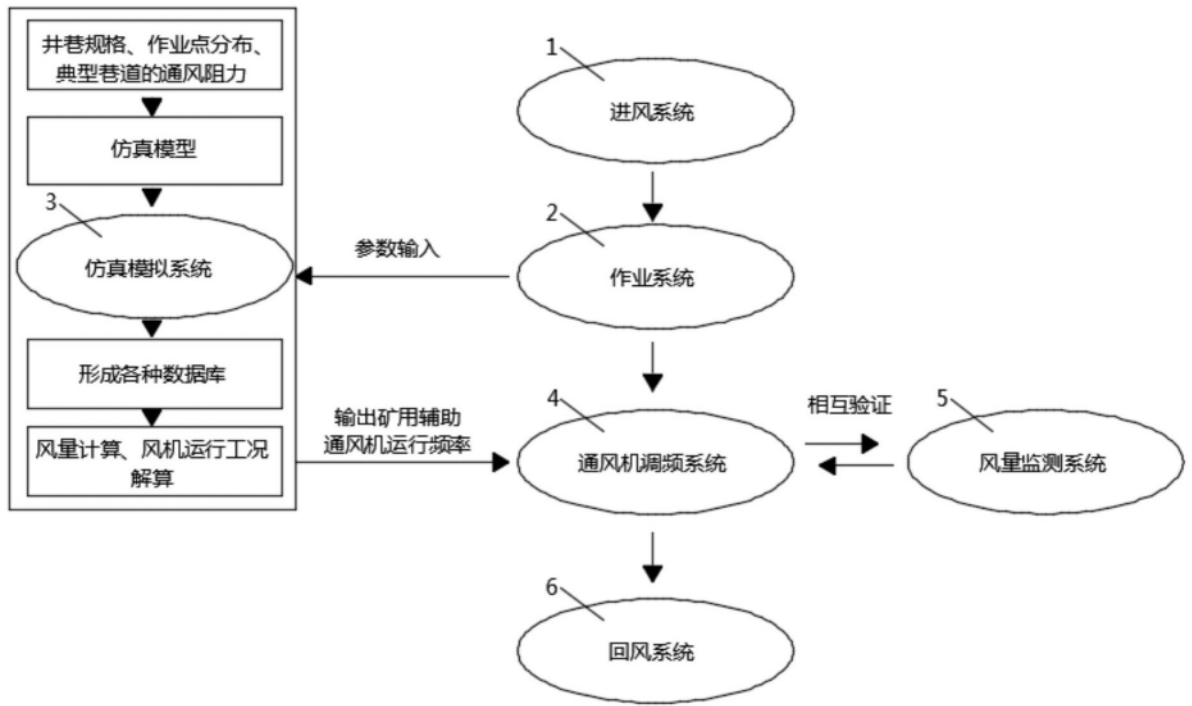 井巷规格、作业点分布、
典型巷道的通风阻力
仿真模型
3
仿真模拟系统
形成各种数据库
风量计算、风机运行工况
解算
参数输入
输出矿用辅助
通风机运行频率
1
进风系统
2
作业系统
4
通风机调频系统
相互验证
5
风量监测系统
6
回风系统